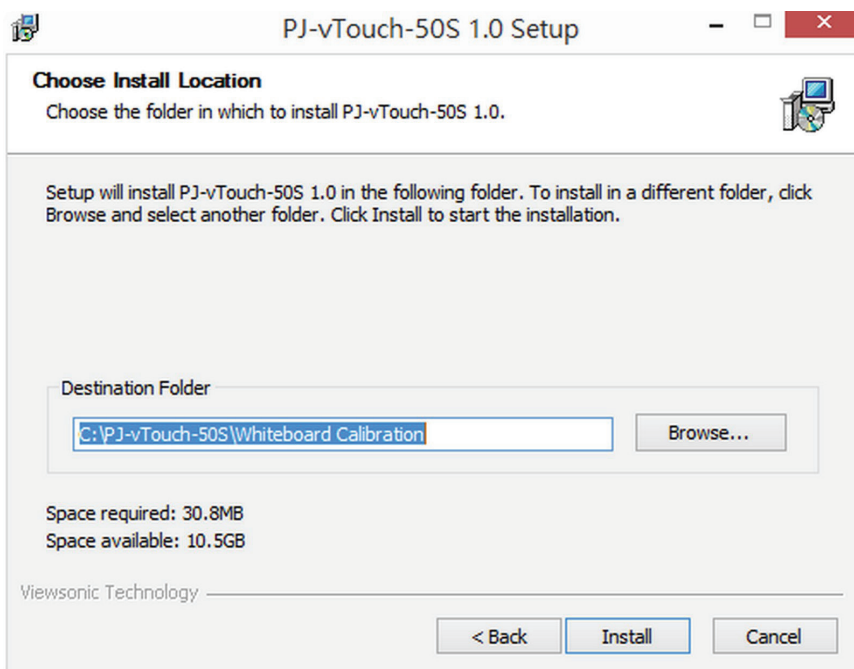 PJ-vTouch-50S 1.0 Setup
Choose Install Location
Choose the folder in which to install PJ-vTouch-50S 1.0.
Setup will install PJ-vTouch-50S 1.0 in the following folder. To install in a different folder, click
Browse and select another folder. Click Install to start the installation.
Destination Folder
C:\PJ-vTouch-50S\Whiteboard Calibration
Browse...
Space required: 30.8MB
Space available: 10.5GB
Viewsonic Technology
< Back
Install
Cancel